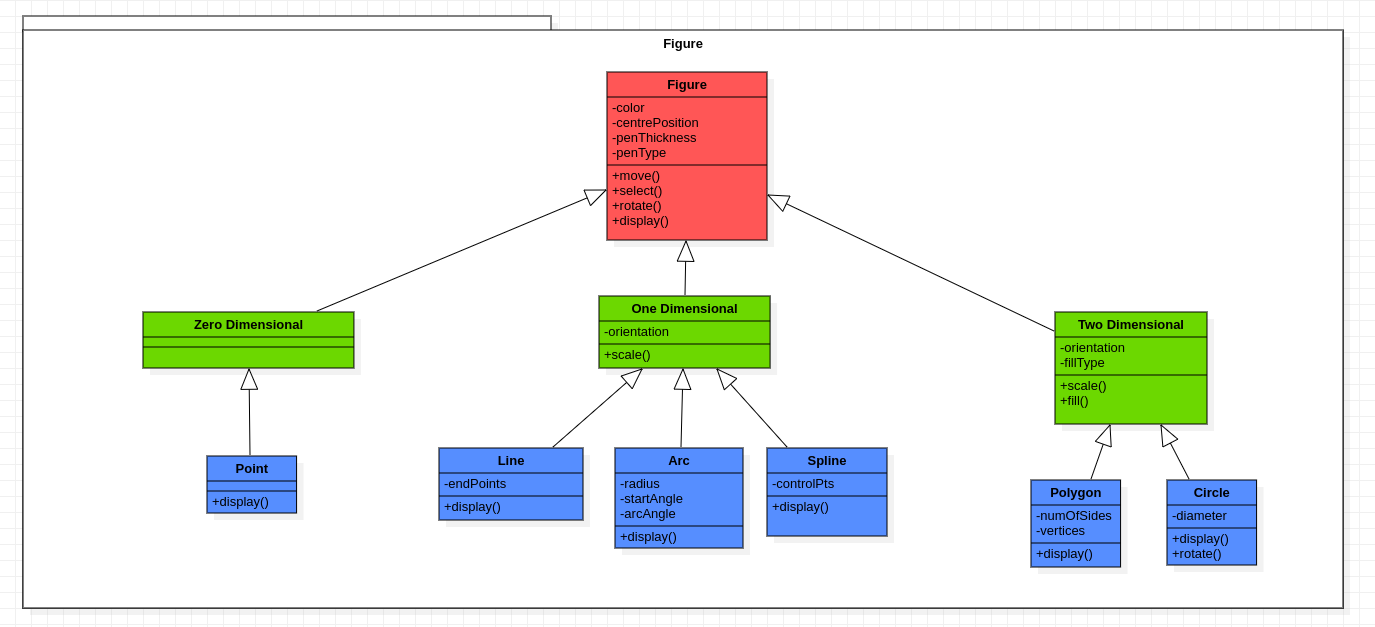 Figure
Figure
-color
-centrePosition
-penThickness
-penType
+move()
+select()
+rotate()
+display()
Zero Dimensional
One Dimensional
-orientation
+scale()
Two Dimensional
-orientation
-fillType
+scale()
+fill()
Point
+display()
Line
-endPoints
+display()
Arc
-radius
-startAngle
-arcAngle
+display()
Spline
-controlPts
+display()
Polygon
-numOfSides
-vertices
+display()
Circle
-diameter
+display()
+rotate()